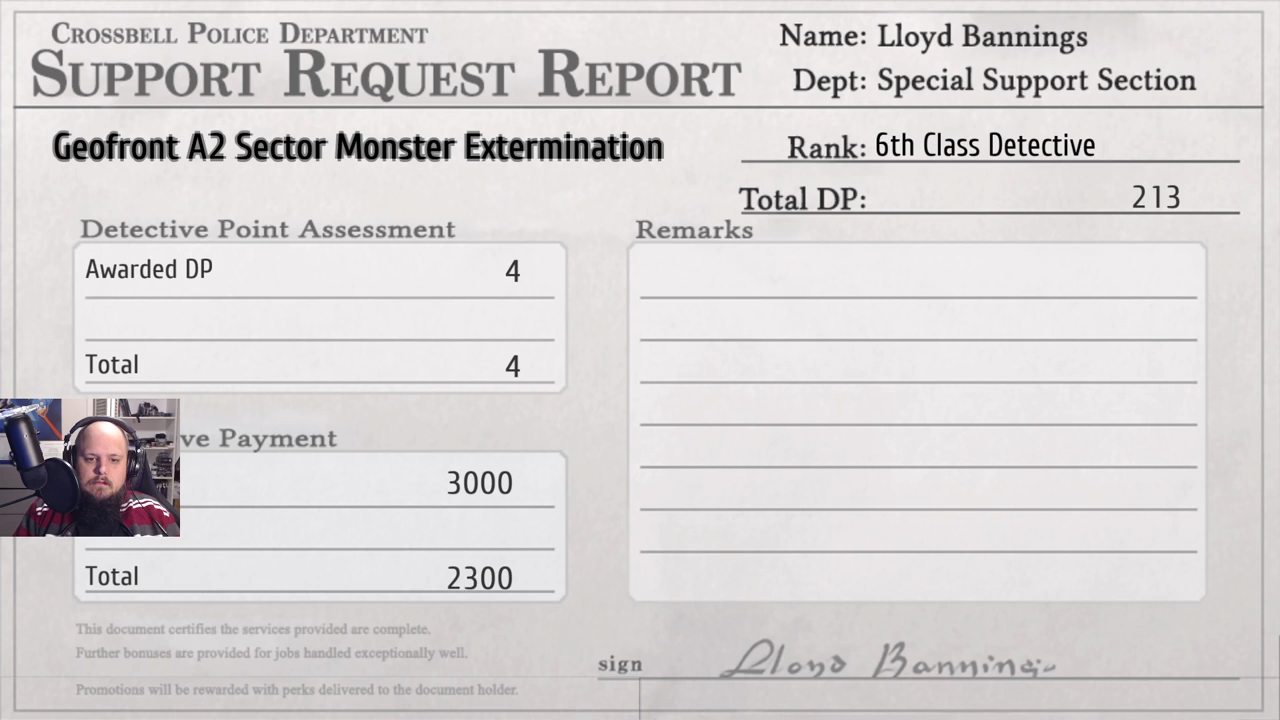 CROSSBELL POLICE DEPARTMENT
SUPPORT REQUEST REPORT
Name: Lloyd Bannings
Dept: Special Support Section
Geofront A2 Sector Monster Extermination
Rank: 6th Class Detective
Total DP: 213
Detective Point Assessment
Awarded DP 4
Total 4
Remarks
ve Payment
3000
Total 2300
This document certifies the services provided are complete.
Further bonuses are provided for jobs handled exceptionally well.
Promotions will be rewarded with perks delivered to the document holder.
sign Lloyd Bannings